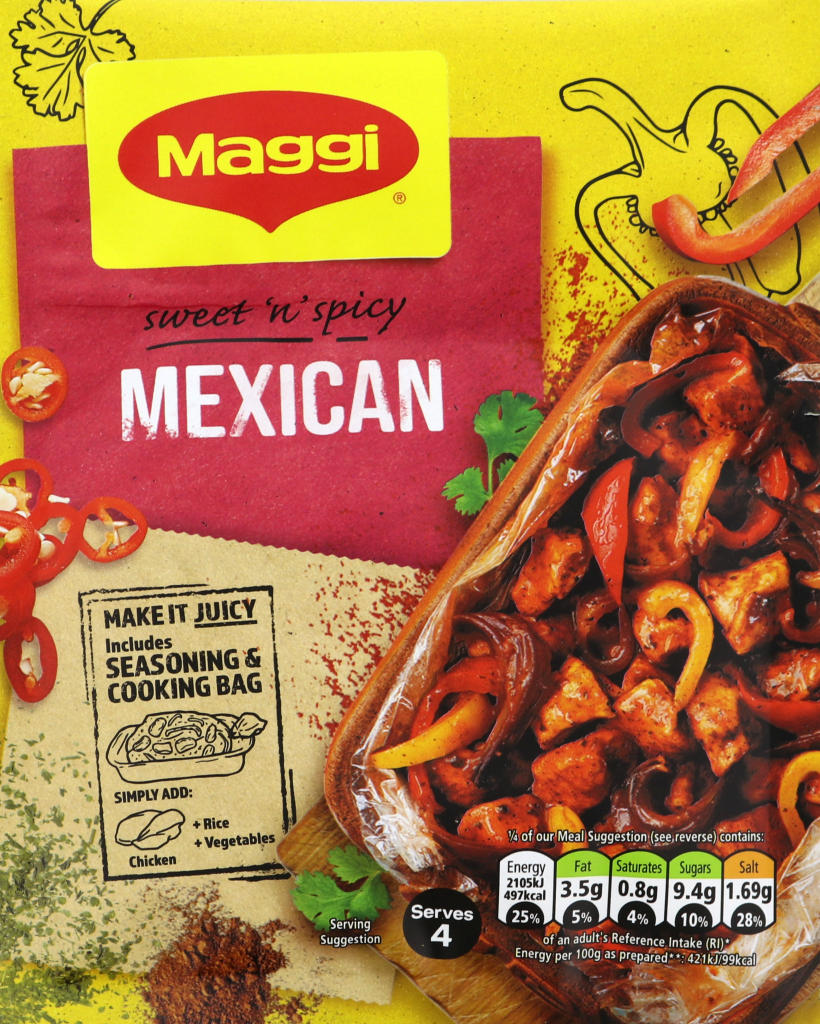 Maggi
®
sweet 'n' spicy
MEXICAN
MAKE IT JUICY
Includes
SEASONING &
COOKING BAG
SIMPLY ADD:
+ Rice
+ Vegetables
Chicken
Serving
Suggestion
Serves
4
¼ of our Meal Suggestion (see reverse) contains:
Energy
2105kJ
497kcal
25%
Fat
3.5g
5%
Saturates
0.8g
4%
Sugars
9.4g
10%
Salt
1.69g
28%
of an adult's Reference Intake (RI)*
Energy per 100g as prepared**: 421kJ/99kcal